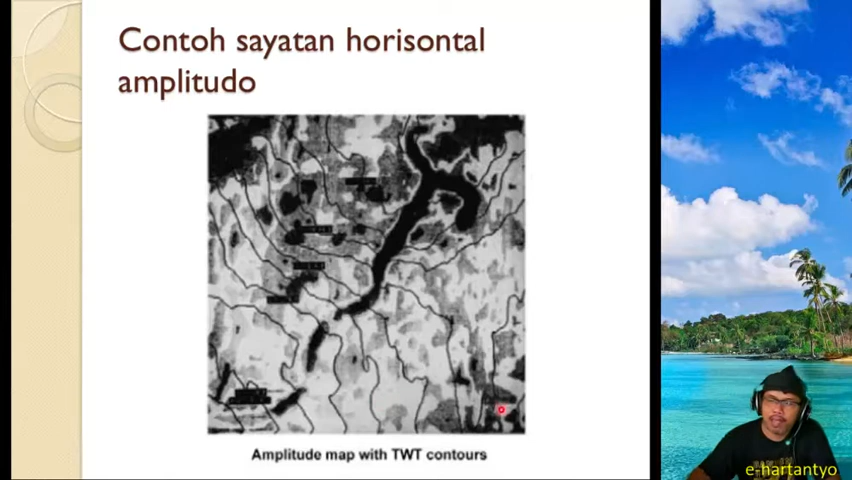 Contoh sayatan horisontal
amplitudo
Amplitude map with TWT contours
e-hartantyo